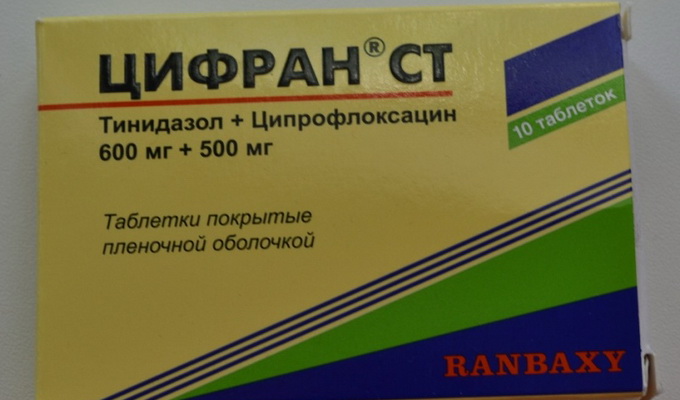 ЦИФРАН® СТ
Тинидазол + Ципрофлоксацин
600 мг + 500 мг
10 таблеток
Таблетки покрытые
пленочной оболочкой
RANBAXY